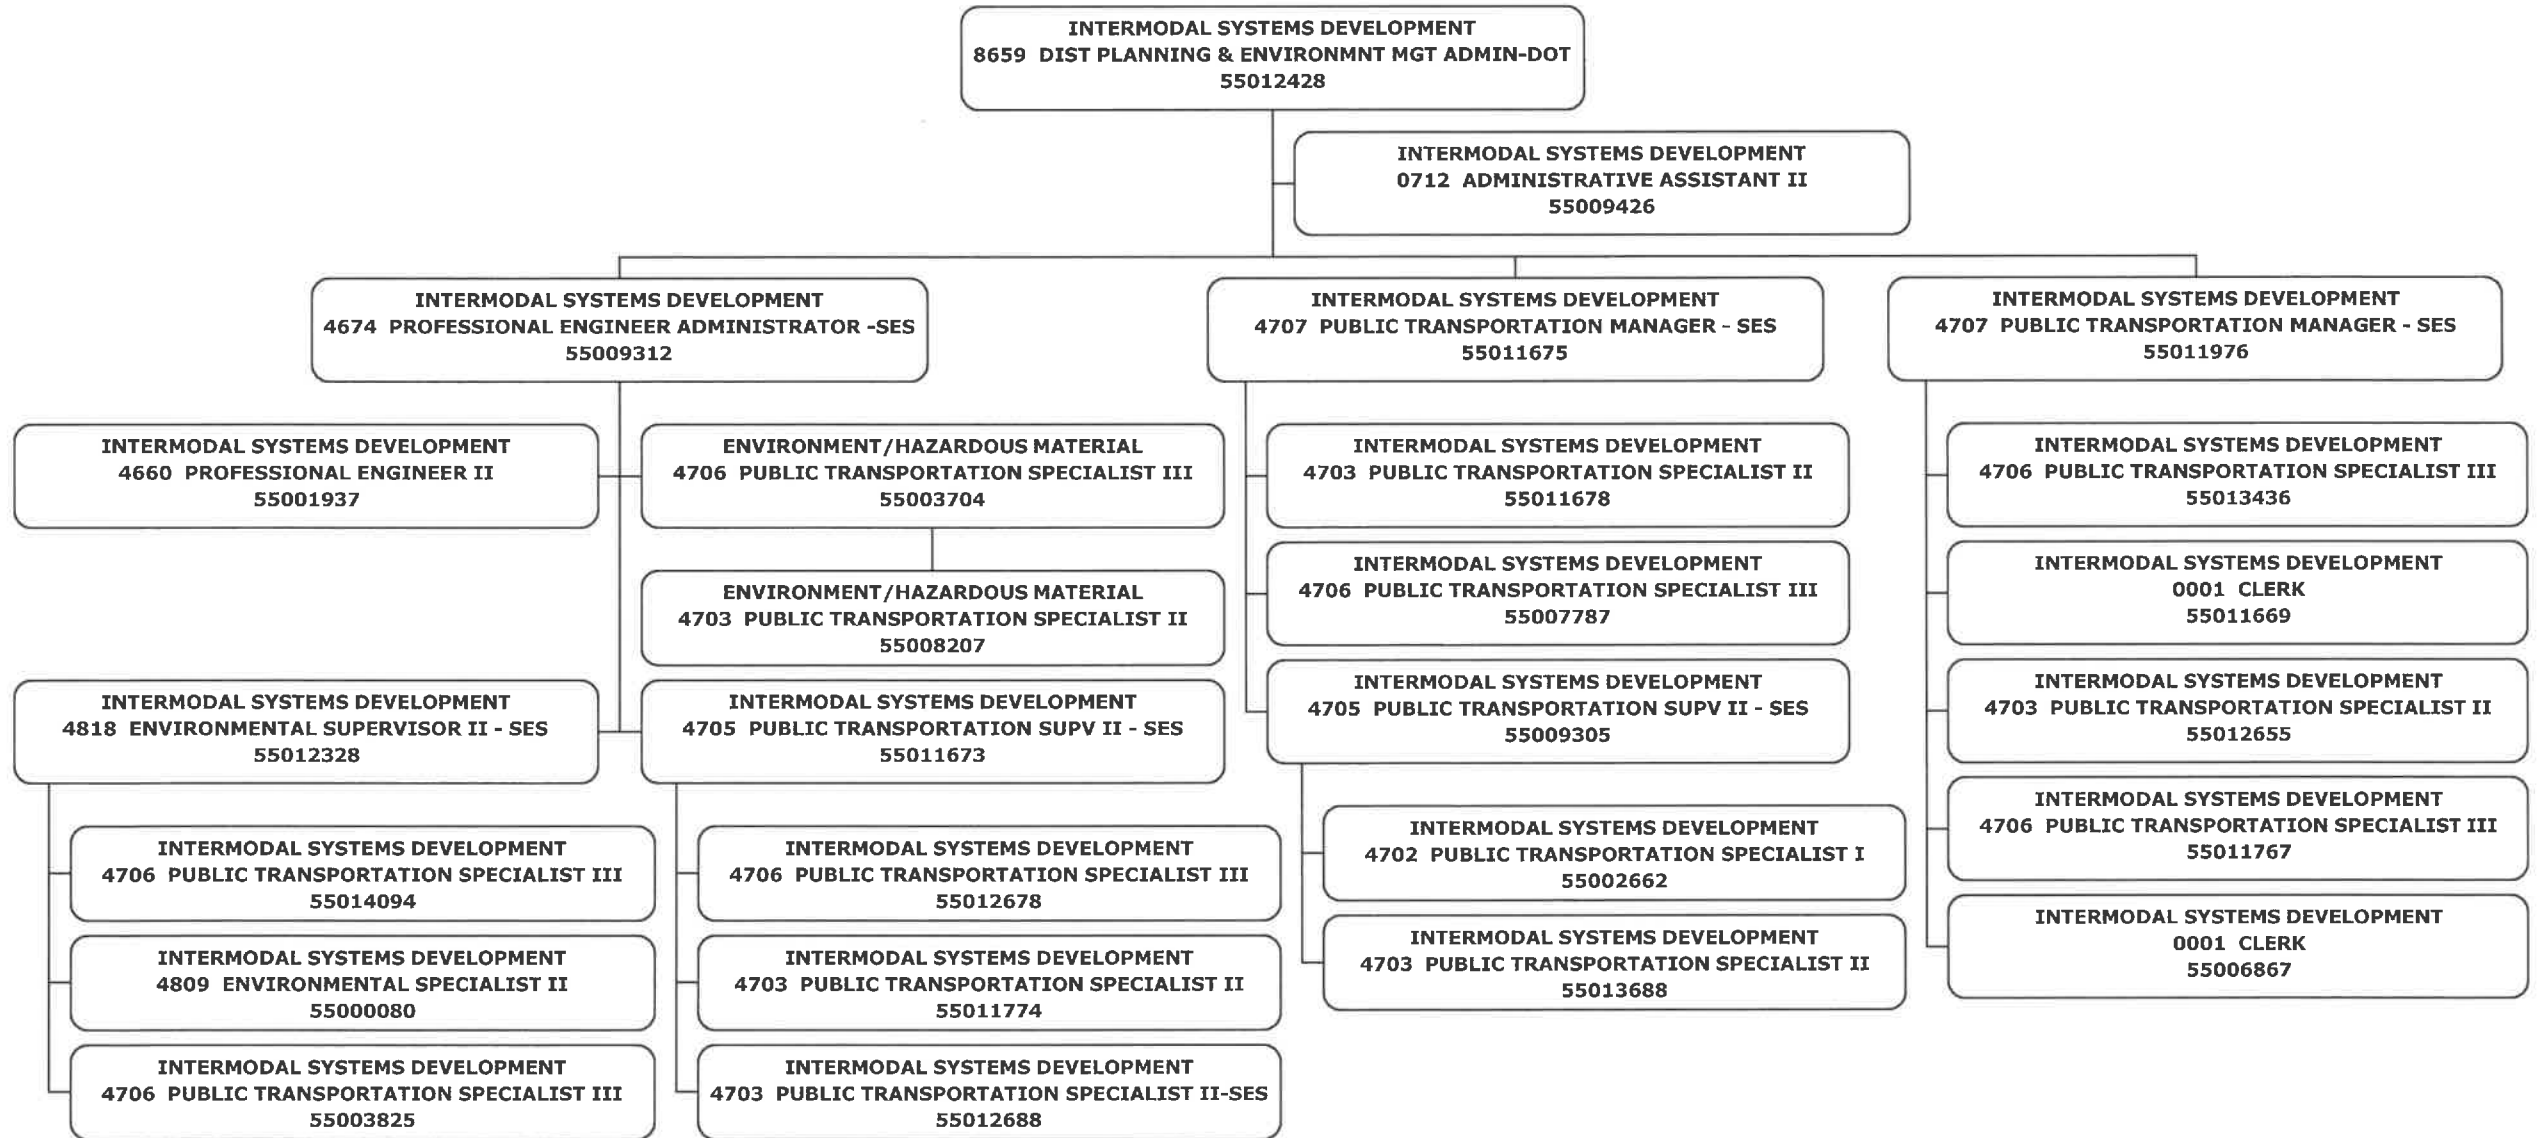 INTERMODAL SYSTEMS DEVELOPMENT
8659 DIST PLANNING & ENVIRONMNT MGT ADMIN-DOT
55012428
INTERMODAL SYSTEMS DEVELOPMENT
0712 ADMINISTRATIVE ASSISTANT II
55009426
INTERMODAL SYSTEMS DEVELOPMENT
4674 PROFESSIONAL ENGINEER ADMINISTRATOR -SES
55009312
INTERMODAL SYSTEMS DEVELOPMENT
4660 PROFESSIONAL ENGINEER II
55001937
ENVIRONMENT/HAZARDOUS MATERIAL
4706 PUBLIC TRANSPORTATION SPECIALIST III
55003704
ENVIRONMENT/HAZARDOUS MATERIAL
4703 PUBLIC TRANSPORTATION SPECIALIST II
55008207
INTERMODAL SYSTEMS DEVELOPMENT
4818 ENVIRONMENTAL SUPERVISOR II - SES
55012328
INTERMODAL SYSTEMS DEVELOPMENT
4706 PUBLIC TRANSPORTATION SPECIALIST III
55014094
INTERMODAL SYSTEMS DEVELOPMENT
4809 ENVIRONMENTAL SPECIALIST II
55000080
INTERMODAL SYSTEMS DEVELOPMENT
4706 PUBLIC TRANSPORTATION SPECIALIST III
55003825
INTERMODAL SYSTEMS DEVELOPMENT
4705 PUBLIC TRANSPORTATION SUPV II - SES
55011673
INTERMODAL SYSTEMS DEVELOPMENT
4706 PUBLIC TRANSPORTATION SPECIALIST III
55012678
INTERMODAL SYSTEMS DEVELOPMENT
4703 PUBLIC TRANSPORTATION SPECIALIST II
55011774
INTERMODAL SYSTEMS DEVELOPMENT
4703 PUBLIC TRANSPORTATION SPECIALIST II-SES
55012688
INTERMODAL SYSTEMS DEVELOPMENT
4707 PUBLIC TRANSPORTATION MANAGER - SES
55011675
INTERMODAL SYSTEMS DEVELOPMENT
4703 PUBLIC TRANSPORTATION SPECIALIST II
55011678
INTERMODAL SYSTEMS DEVELOPMENT
4706 PUBLIC TRANSPORTATION SPECIALIST III
55007787
INTERMODAL SYSTEMS DEVELOPMENT
4705 PUBLIC TRANSPORTATION SUPV II - SES
55009305
INTERMODAL SYSTEMS DEVELOPMENT
4702 PUBLIC TRANSPORTATION SPECIALIST I
55002662
INTERMODAL SYSTEMS DEVELOPMENT
4703 PUBLIC TRANSPORTATION SPECIALIST II
55013688
INTERMODAL SYSTEMS DEVELOPMENT
4707 PUBLIC TRANSPORTATION MANAGER - SES
55011976
INTERMODAL SYSTEMS DEVELOPMENT
4706 PUBLIC TRANSPORTATION SPECIALIST III
55013436
INTERMODAL SYSTEMS DEVELOPMENT
0001 CLERK
55011669
INTERMODAL SYSTEMS DEVELOPMENT
4703 PUBLIC TRANSPORTATION SPECIALIST II
55012655
INTERMODAL SYSTEMS DEVELOPMENT
4706 PUBLIC TRANSPORTATION SPECIALIST III
55011767
INTERMODAL SYSTEMS DEVELOPMENT
0001 CLERK
55006867